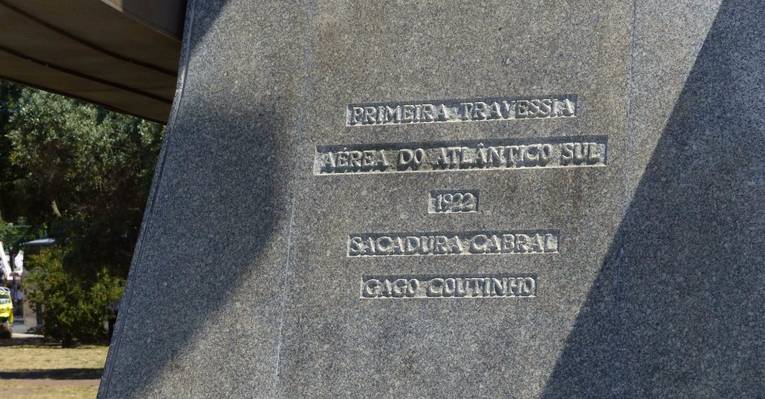 PRIMEIRA TRAVESSIA
AÉREA DO ATLÂNTICO SUL
1922
SACADURA CABRAL
GAGO COUTINHO